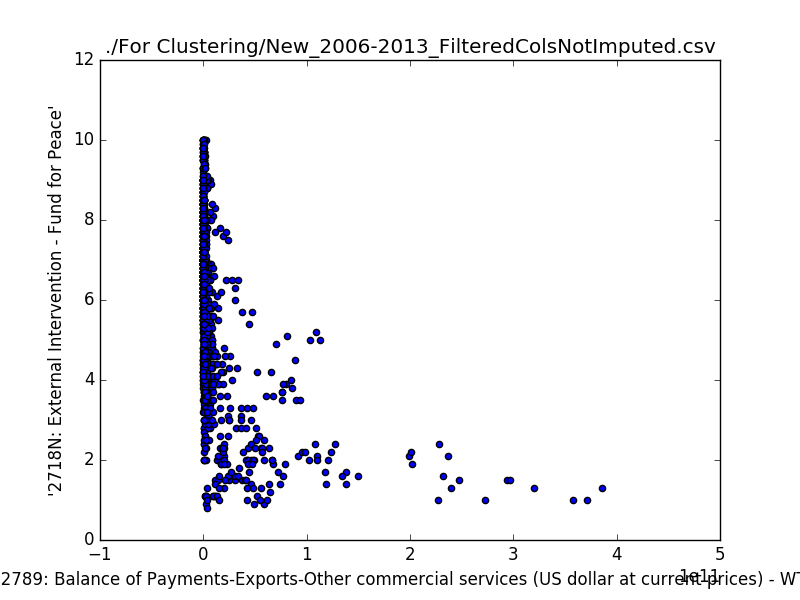 ./For Clustering/New_2006-2013_FilteredColsNotImputed.csv
12
10
8
6
4
2
0
'2718N: External Intervention - Fund for Peace'
−1 0 1 2 3 4 5
1e11
2789: Balance of Payments-Exports-Other commercial services (US dollar at current prices) - WT